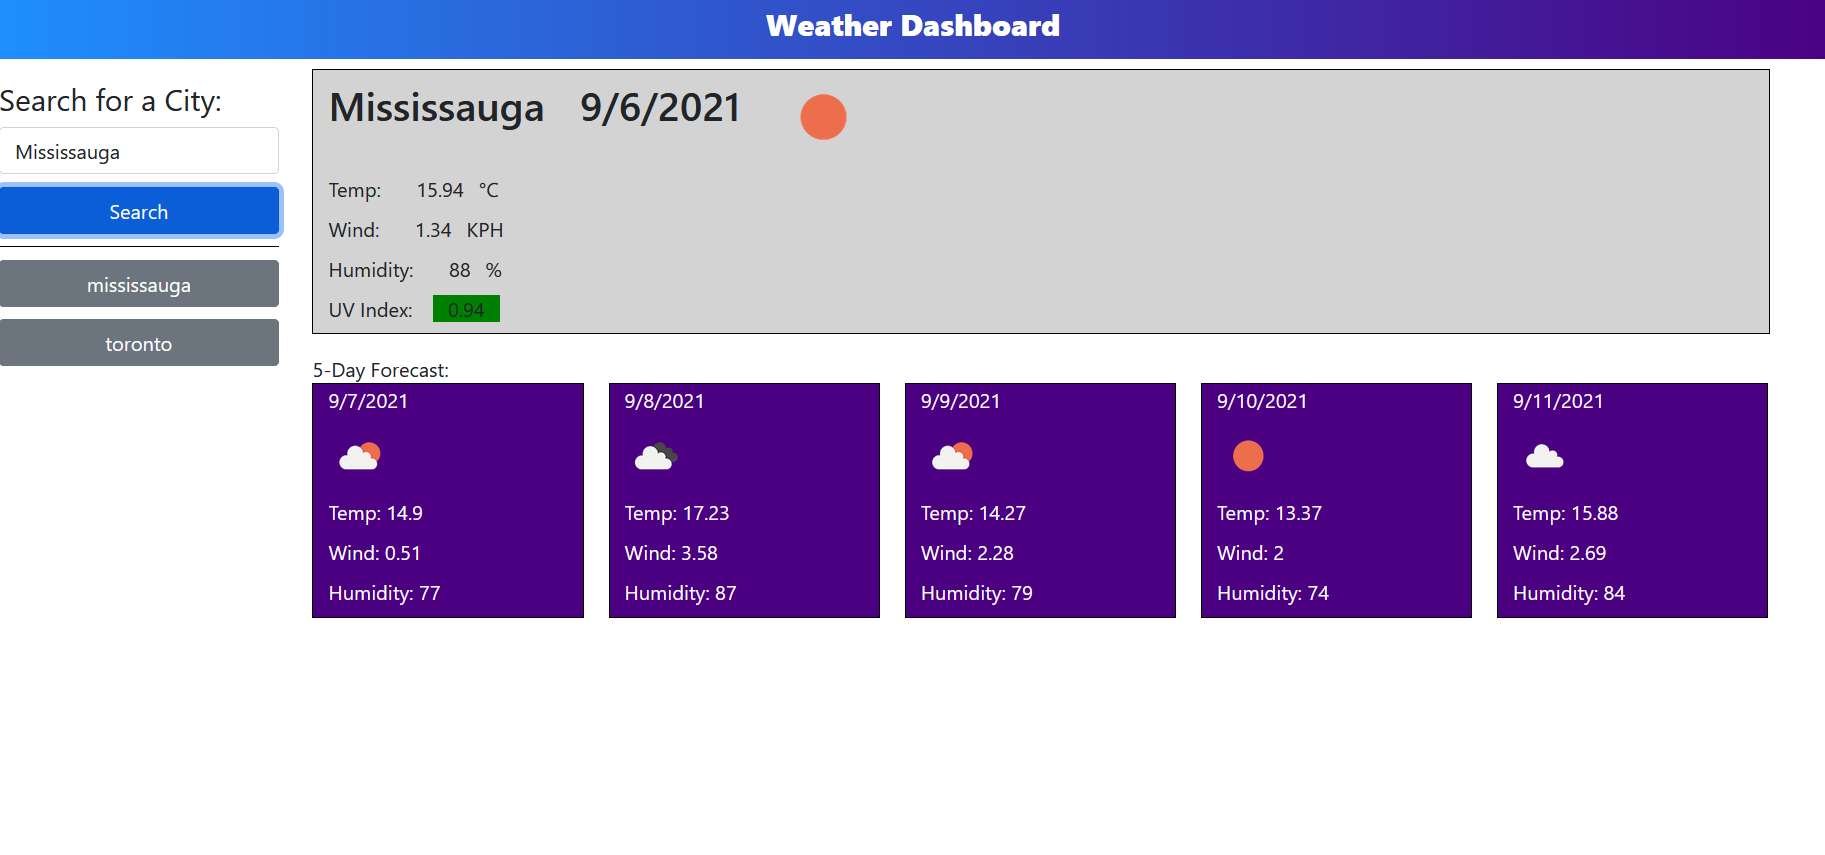 Weather Dashboard
Search for a City:
Mississauga
Search
mississauga
toronto
Mississauga 9/6/2021
Temp: 15.94 °C
Wind: 1.34 KPH
Humidity: 88 %
UV Index: 0.94
5-Day Forecast:
9/7/2021
Temp: 14.9
Wind: 0.51
Humidity: 77
9/8/2021
Temp: 17.23
Wind: 3.58
Humidity: 87
9/9/2021
Temp: 14.27
Wind: 2.28
Humidity: 79
9/10/2021
Temp: 13.37
Wind: 2
Humidity: 74
9/11/2021
Temp: 15.88
Wind: 2.69
Humidity: 84